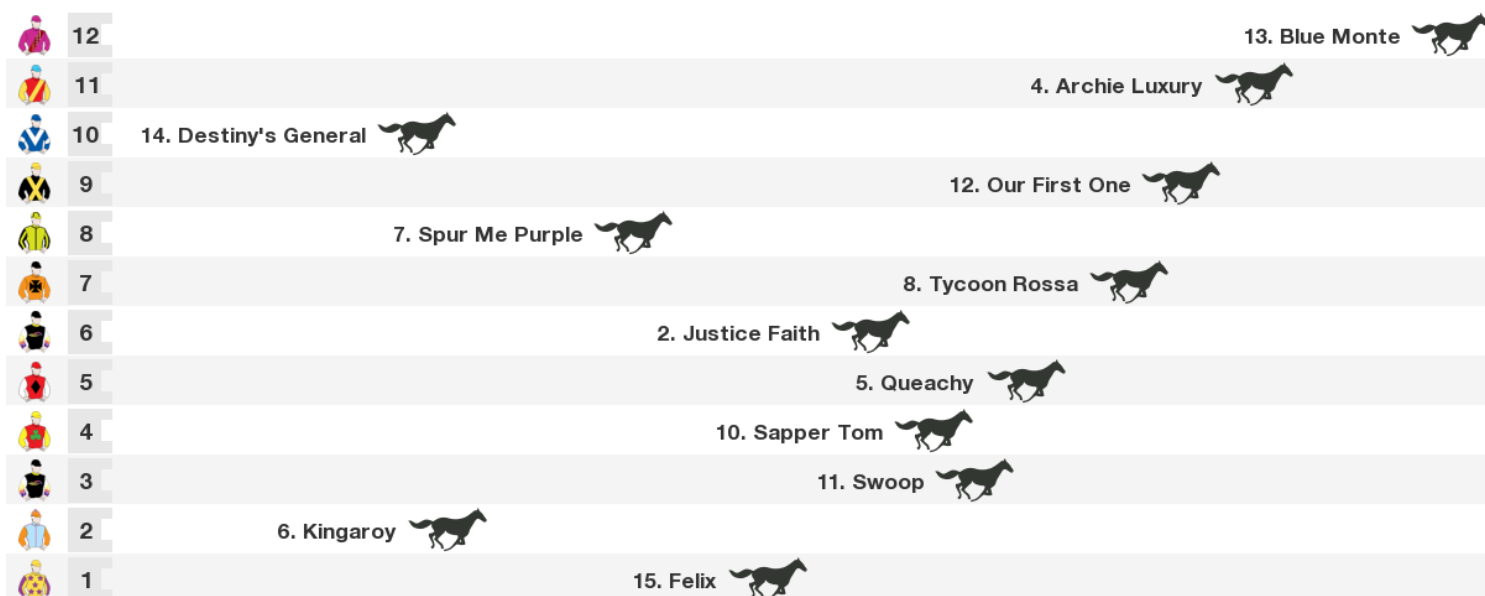 12 13. Blue Monte
11 4. Archie Luxury
10 14. Destiny's General
9 12. Our First One
8 7. Spur Me Purple
7 8. Tycoon Rossa
6 2. Justice Faith
5 5. Queachy
4 10. Sapper Tom
3 11. Swoop
2 6. Kingaroy
1 15. Felix